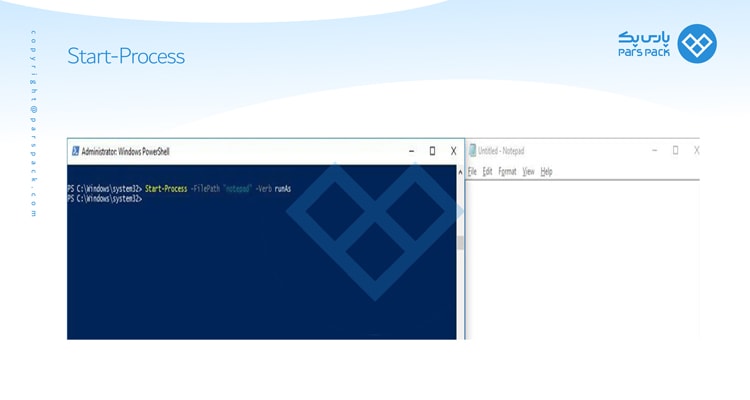 copyright@parspack.com
Start-Process
پارس پک
Pars Pack
Administrator: Windows PowerShell
PS C:\Windows\system32> Start-Process -FilePath "notepad" -Verb runAs
PS C:\Windows\system32>
Untitled - Notepad
File Edit Format View Help